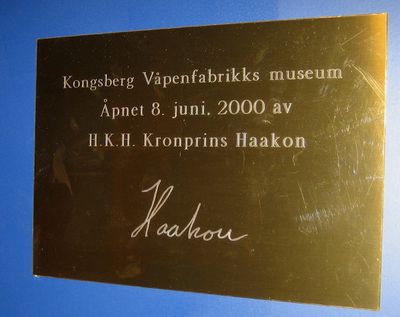 Kongsberg Våpenfabrikks museum
Åpnet 8. juni, 2000 av
H.K.H. Kronprins Haakon
Haakon